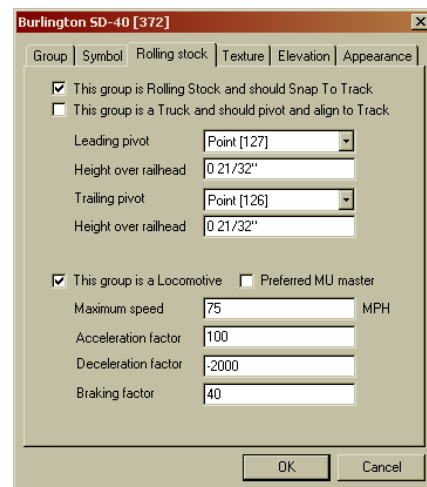 Burlington SD-40 [372]
Group Symbol Rolling stock Texture Elevation Appearance
This group is Rolling Stock and should Snap To Track
This group is a Truck and should pivot and align to Track
Leading pivot Point [127]
Height over railhead 0 21/32"
Trailing pivot Point [126]
Height over railhead 0 21/32"
This group is a Locomotive Preferred MU master
Maximum speed 75 MPH
Acceleration factor 100
Deceleration factor -2000
Braking factor 40
OK Cancel